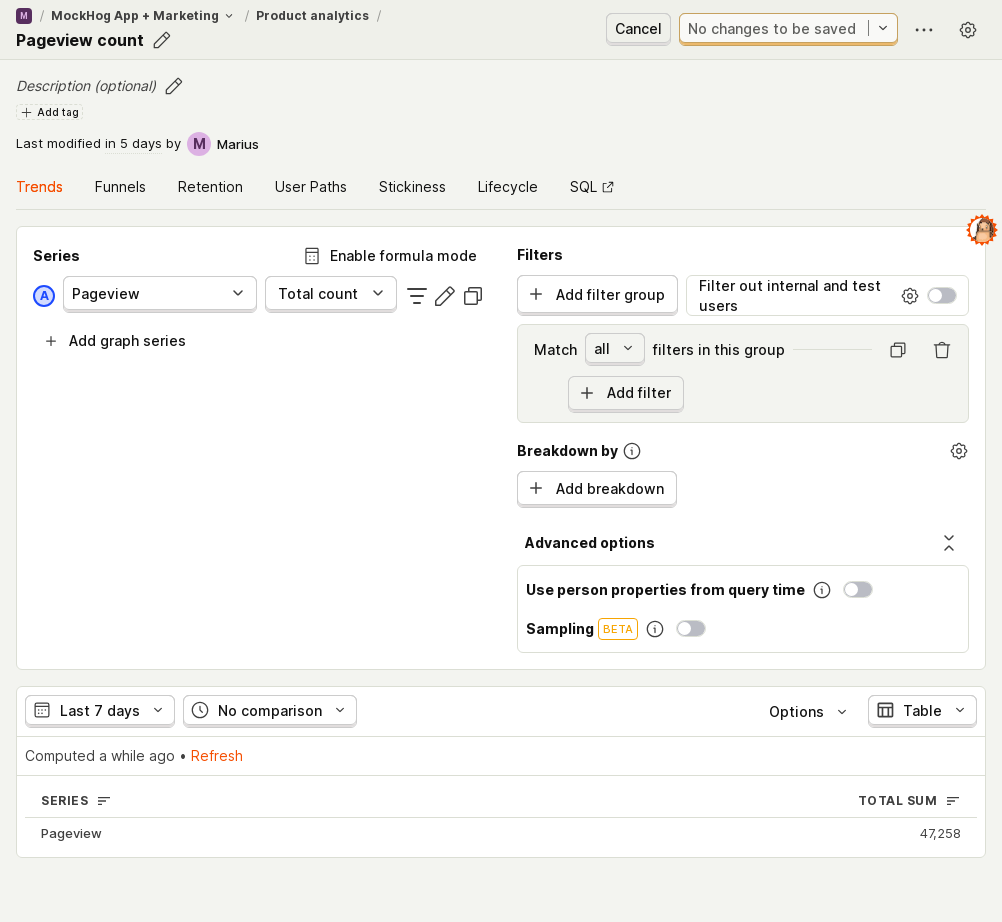 M / MockHog App + Marketing / Product analytics /
Pageview count
Cancel
No changes to be saved
Description (optional)
Add tag
Last modified in 5 days by M Marius
Trends
Funnels
Retention
User Paths
Stickiness
Lifecycle
SQL
Series
Enable formula mode
A
Pageview
Total count
Add graph series
Filters
Add filter group
Filter out internal and test
users
Match all filters in this group
Add filter
Breakdown by
Add breakdown
Advanced options
Use person properties from query time
Sampling BETA
Last 7 days
No comparison
Options
Table
Computed a while ago • Refresh
SERIES
TOTAL SUM
Pageview
47,258